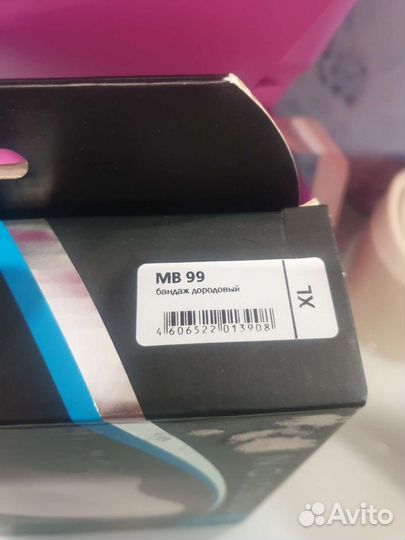 MB 99
бандаж дородовый
4 606522 013908
XL
Avito